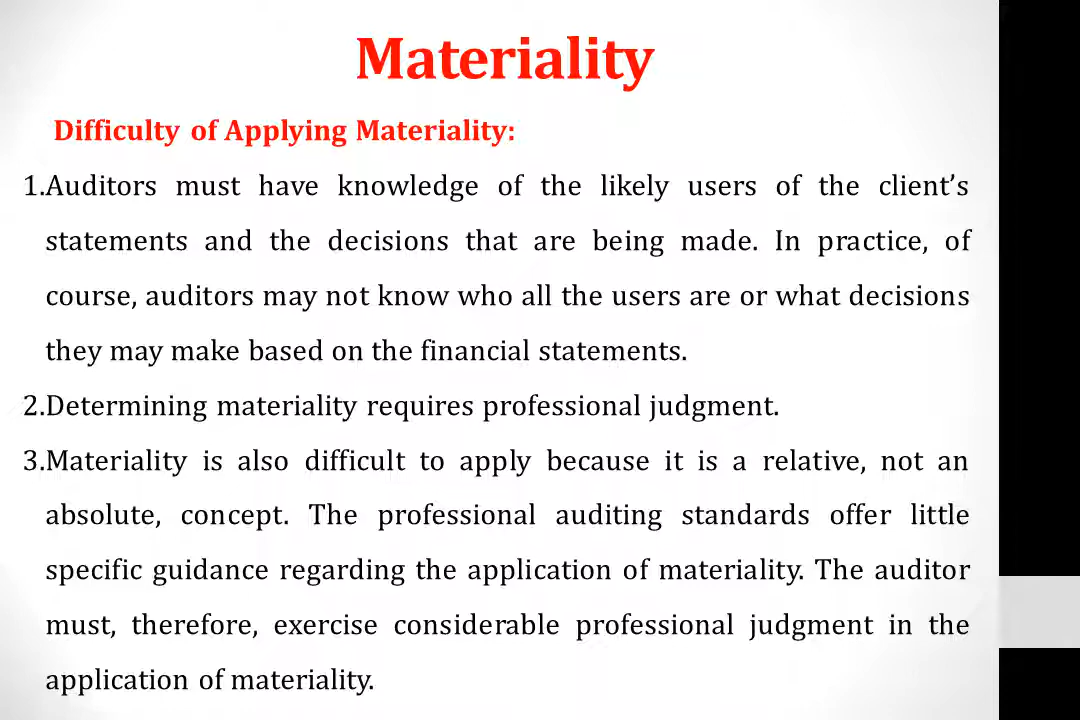 Materiality
Difficulty of Applying Materiality:
1.Auditors must have knowledge of the likely users of the client’s
statements and the decisions that are being made. In practice, of
course, auditors may not know who all the users are or what decisions
they may make based on the financial statements.
2.Determining materiality requires professional judgment.
3.Materiality is also difficult to apply because it is a relative, not an
absolute, concept. The professional auditing standards offer little
specific guidance regarding the application of materiality. The auditor
must, therefore, exercise considerable professional judgment in the
application of materiality.